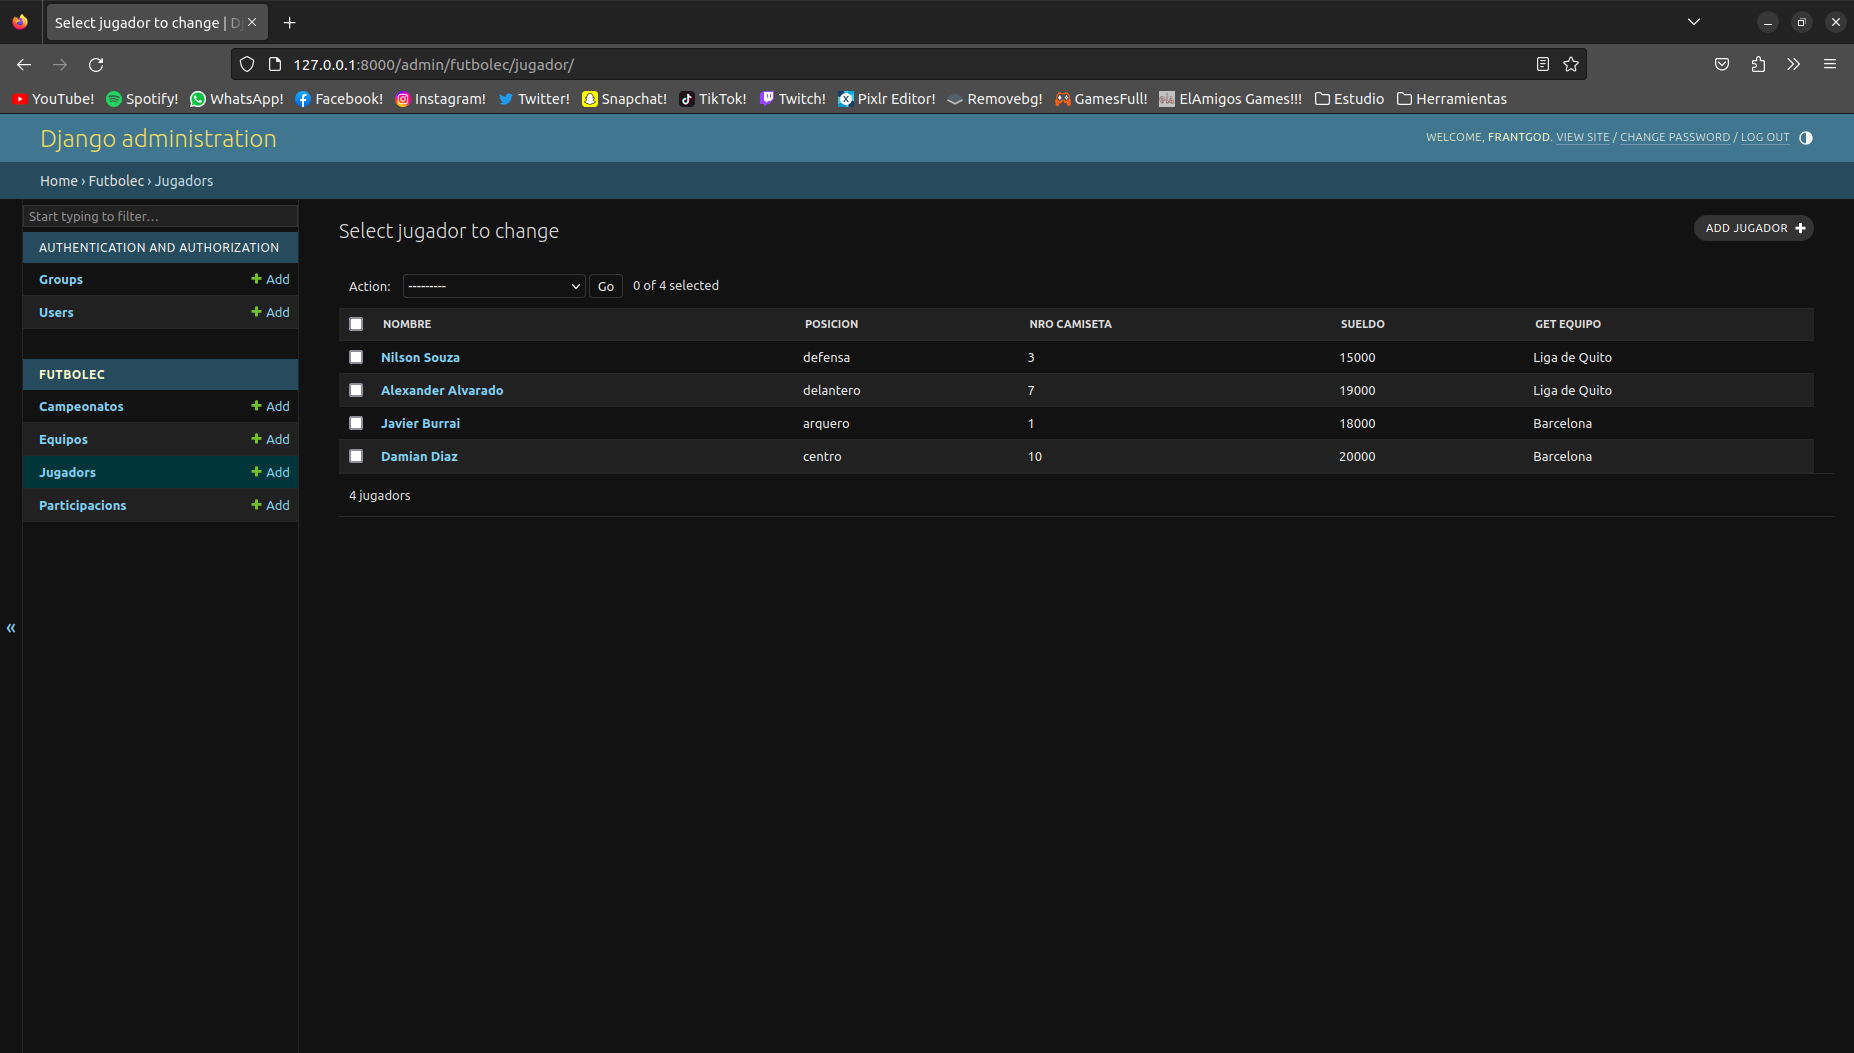 Select jugador to change | D
127.0.0.1:8000/admin/futbolec/jugador/
YouTube! Spotify! WhatsApp! Facebook! Instagram! Twitter! Snapchat! TikTok! Twitch! Pixlr Editor! Removebg! GamesFull! ElAmigos Games!!! Estudio Herramientas
Django administration
WELCOME, FRANTGOD. VIEW SITE / CHANGE PASSWORD / LOG OUT
Home › Futbolec › Jugadors
Start typing to filter…
AUTHENTICATION AND AUTHORIZATION
Groups + Add
Users + Add
FUTBOLEC
Campeonatos + Add
Equipos + Add
Jugadors + Add
Participacions + Add
«
Select jugador to change
ADD JUGADOR +
Action: --------- Go 0 of 4 selected
NOMBRE POSICION NRO CAMISETA SUELDO GET EQUIPO
Nilson Souza defensa 3 15000 Liga de Quito
Alexander Alvarado delantero 7 19000 Liga de Quito
Javier Burrai arquero 1 18000 Barcelona
Damian Diaz centro 10 20000 Barcelona
4 jugadors